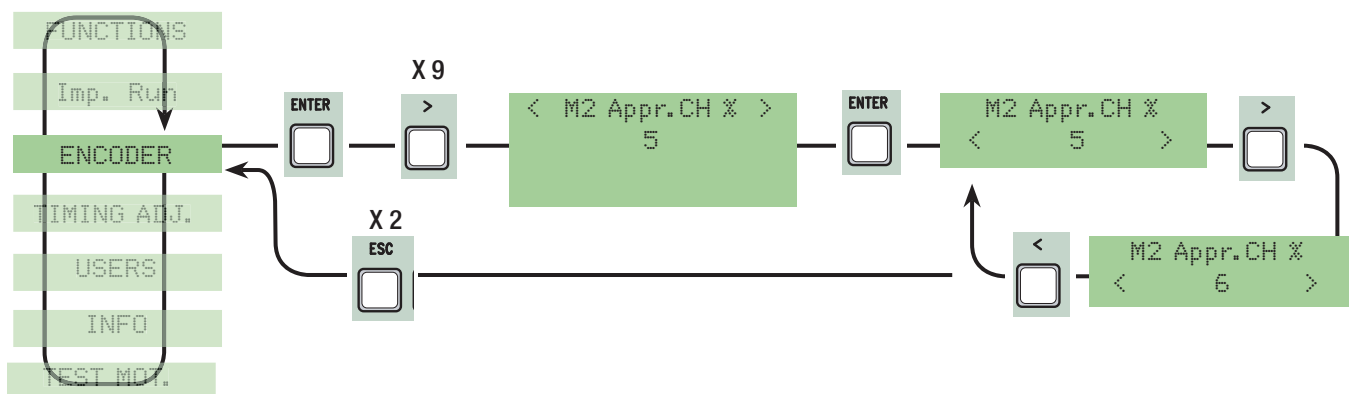 FUNCTIONS
Imp. Run
ENCODER
TIMING ADJ.
USERS
INFO
TEST MOT.
ENTER
X 9
>
< M2 Appr.CH % >
5
ENTER
M2 Appr.CH %
< 5 >
>
X 2
ESC
<
M2 Appr.CH %
< 6 >